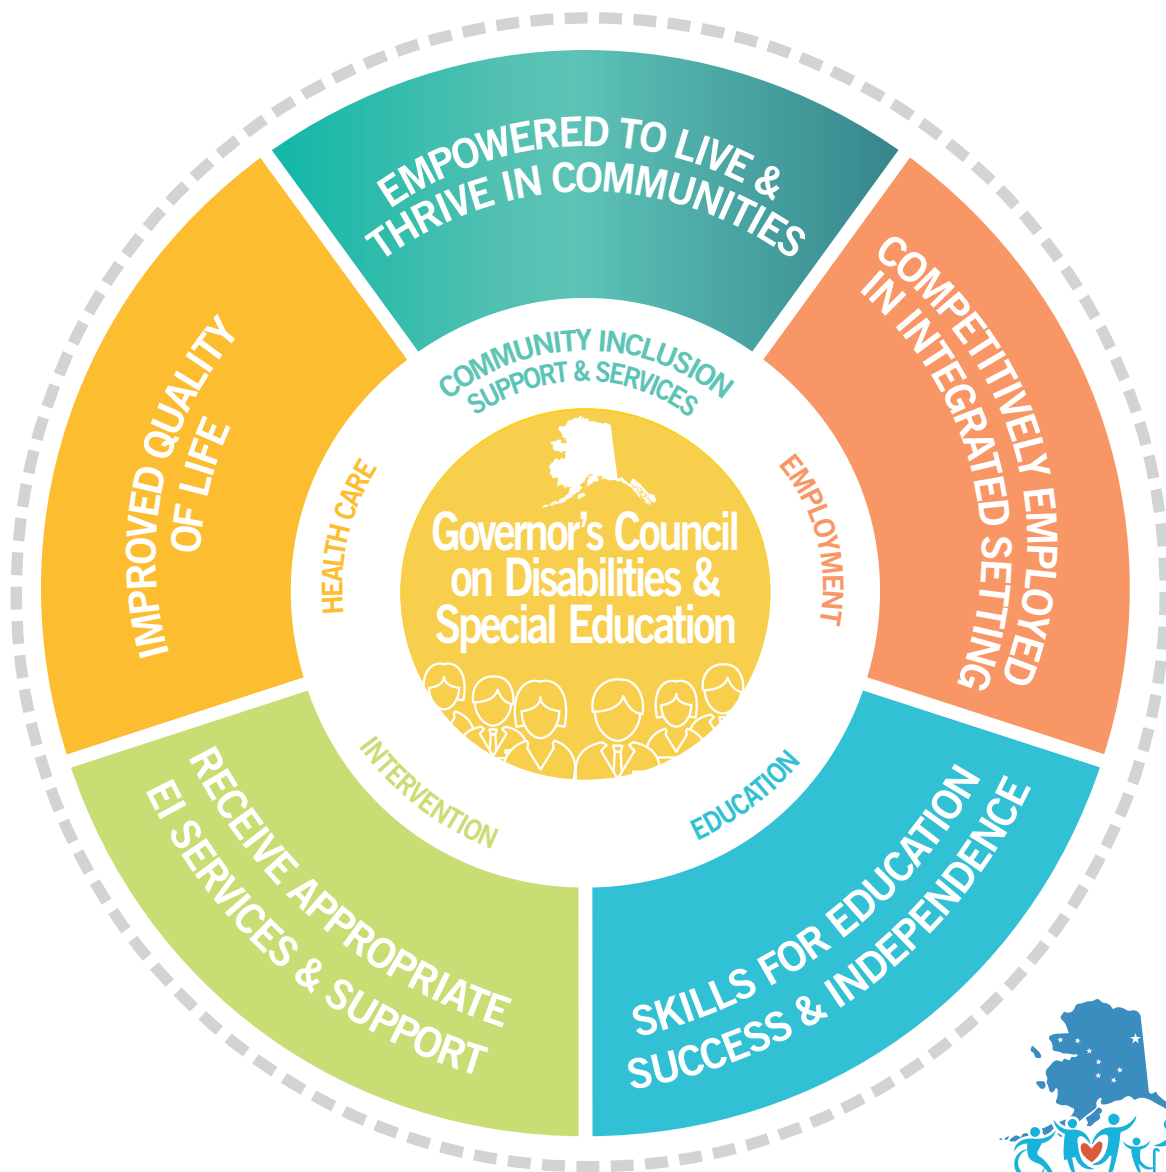 EMPOWERED TO LIVE &
THRIVE IN COMMUNITIES
COMPETITIVELY EMPLOYED
IN INTEGRATED SETTING
SKILLS FOR EDUCATION
SUCCESS & INDEPENDENCE
RECEIVE APPROPRIATE
EI SERVICES & SUPPORT
IMPROVED QUALITY
OF LIFE
COMMUNITY INCLUSION
SUPPORT & SERVICES
EMPLOYMENT
EDUCATION
INTERVENTION
HEALTH CARE
Governor's Council
on Disabilities &
Special Education